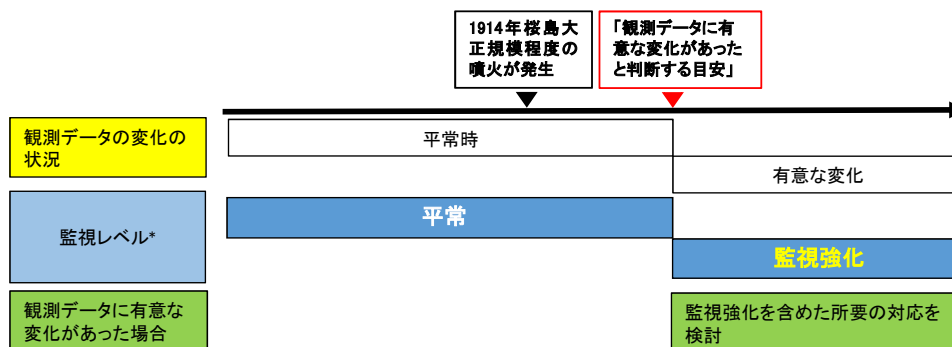 1914年桜島大
正規模程度の
噴火が発生
「観測データに有
意な変化があった
と判断する目安」
観測データの変化の
状況
平常時
有意な変化
監視レベル*
平常
監視強化
観測データに有意な
変化があった場合
監視強化を含めた所要の対応を
検討